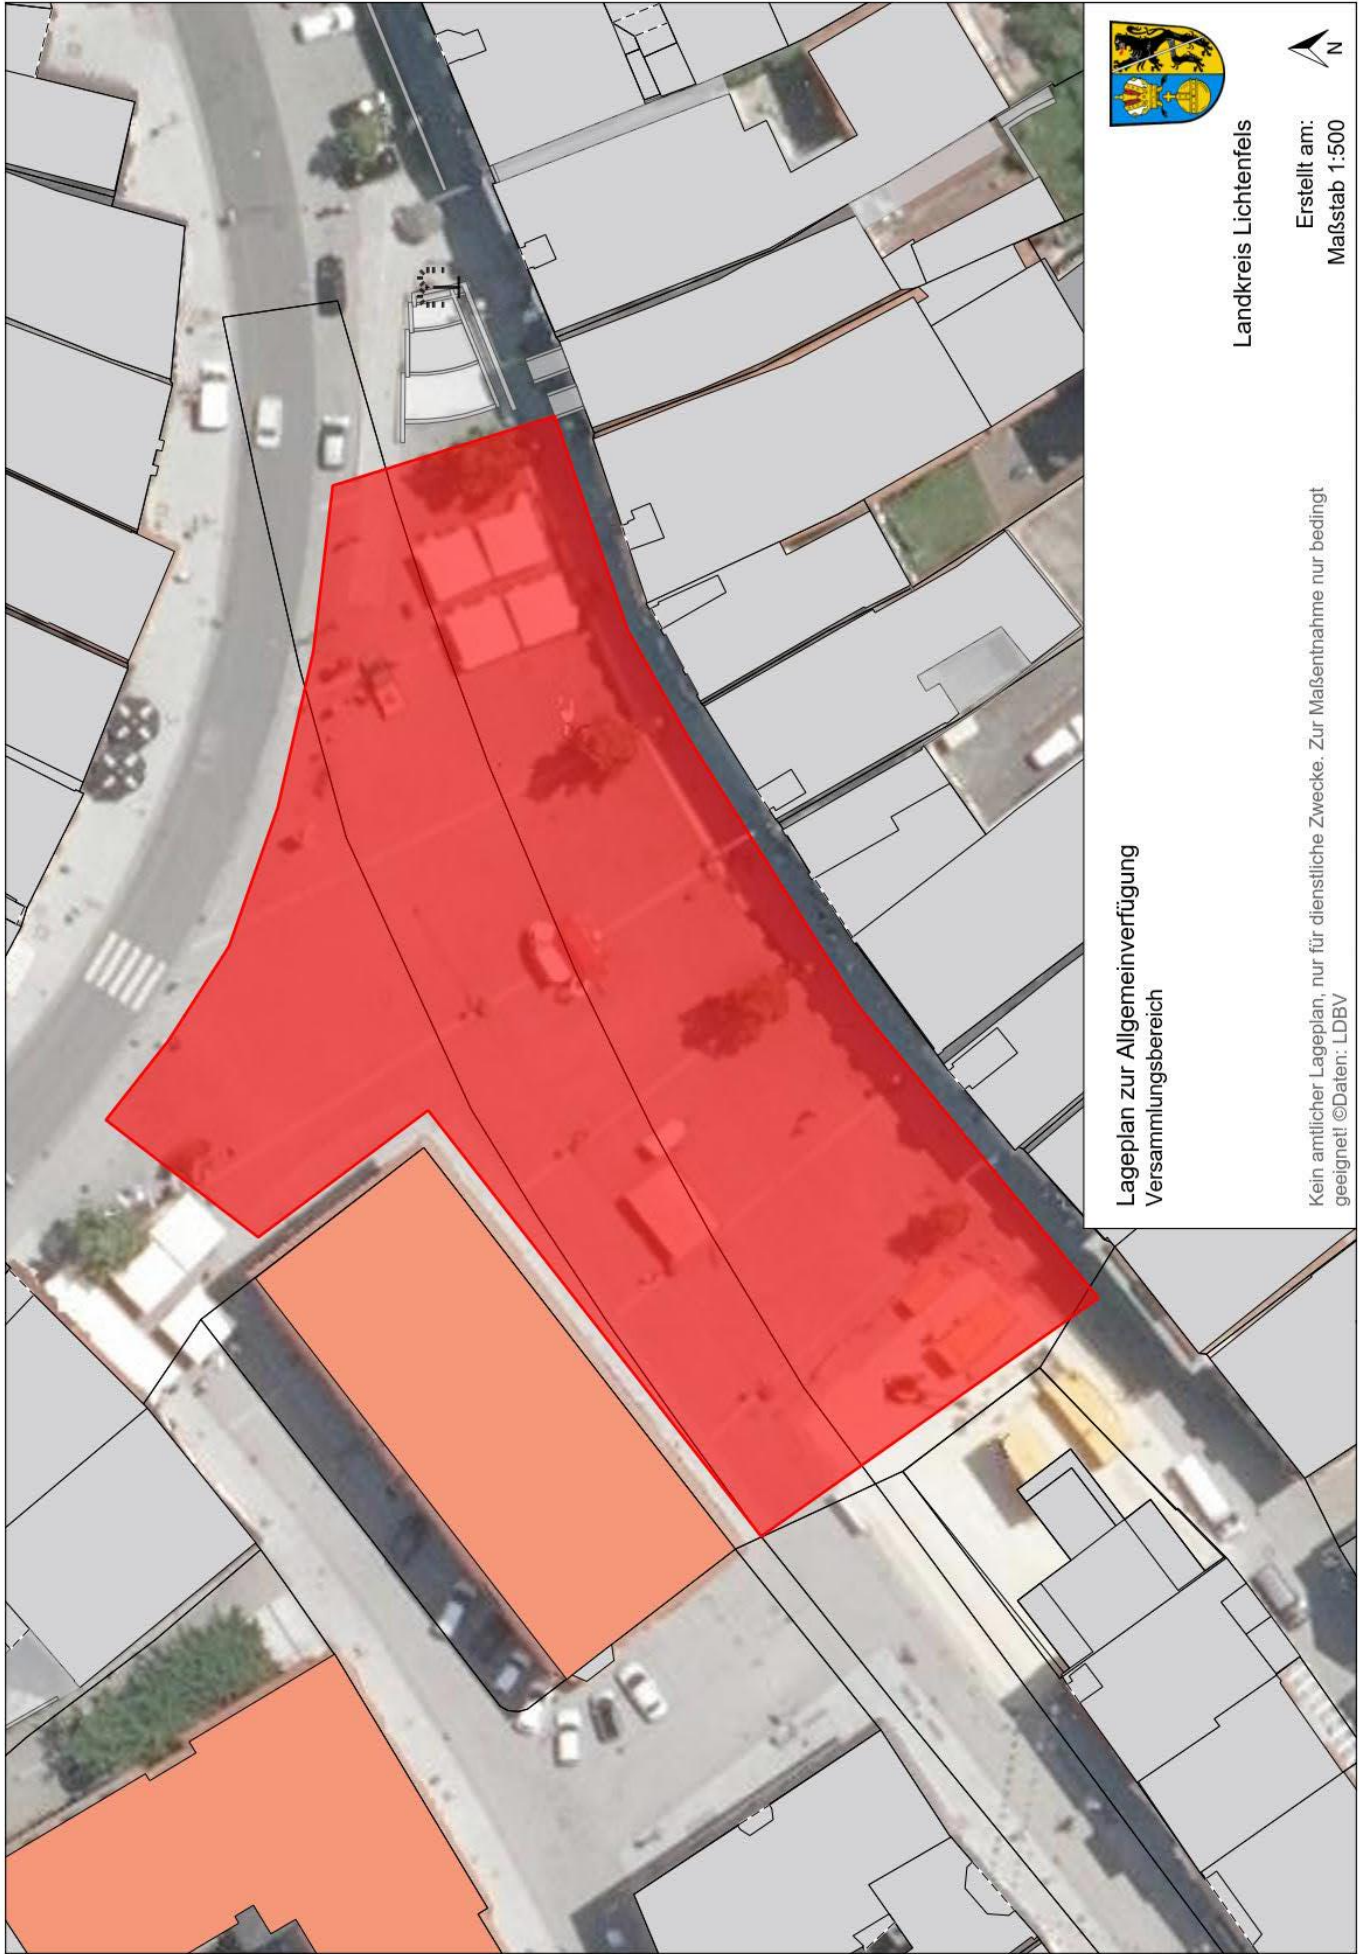 Lageplan zur Allgemeinverfügung
Versammlungsbereich
Landkreis Lichtenfels
N
Erstellt am:
Maßstab 1:500
Kein amtlicher Lageplan, nur für dienstliche Zwecke. Zur Maßentnahme nur bedingt
geeignet! ©Daten: LDBV